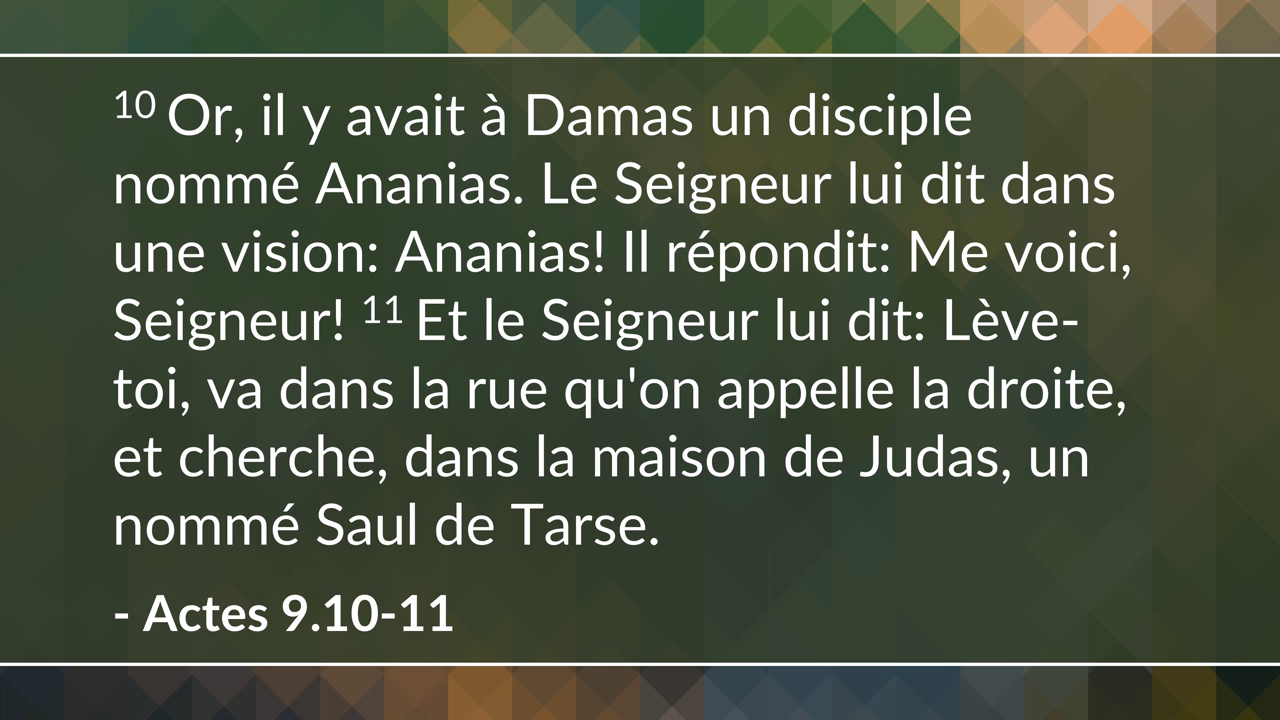 10 Or, il y avait à Damas un disciple
nommé Ananias. Le Seigneur lui dit dans
une vision: Ananias! Il répondit: Me voici,
Seigneur! 11 Et le Seigneur lui dit: Lève-
toi, va dans la rue qu'on appelle la droite,
et cherche, dans la maison de Judas, un
nommé Saul de Tarse.
- Actes 9.10-11